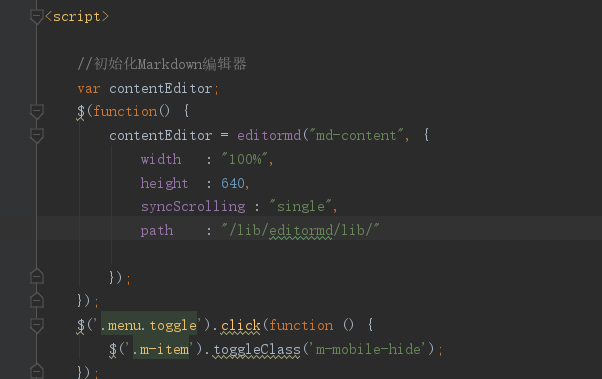 <script>
//初始化Markdown编辑器
var contentEditor;
$(function() {
contentEditor = editormd("md-content", {
width : "100%",
height : 640,
syncScrolling : "single",
path : "/lib/editormd/lib/"
});
});
$('.menu.toggle').click(function () {
$('.m-item').toggleClass('m-mobile-hide');
});